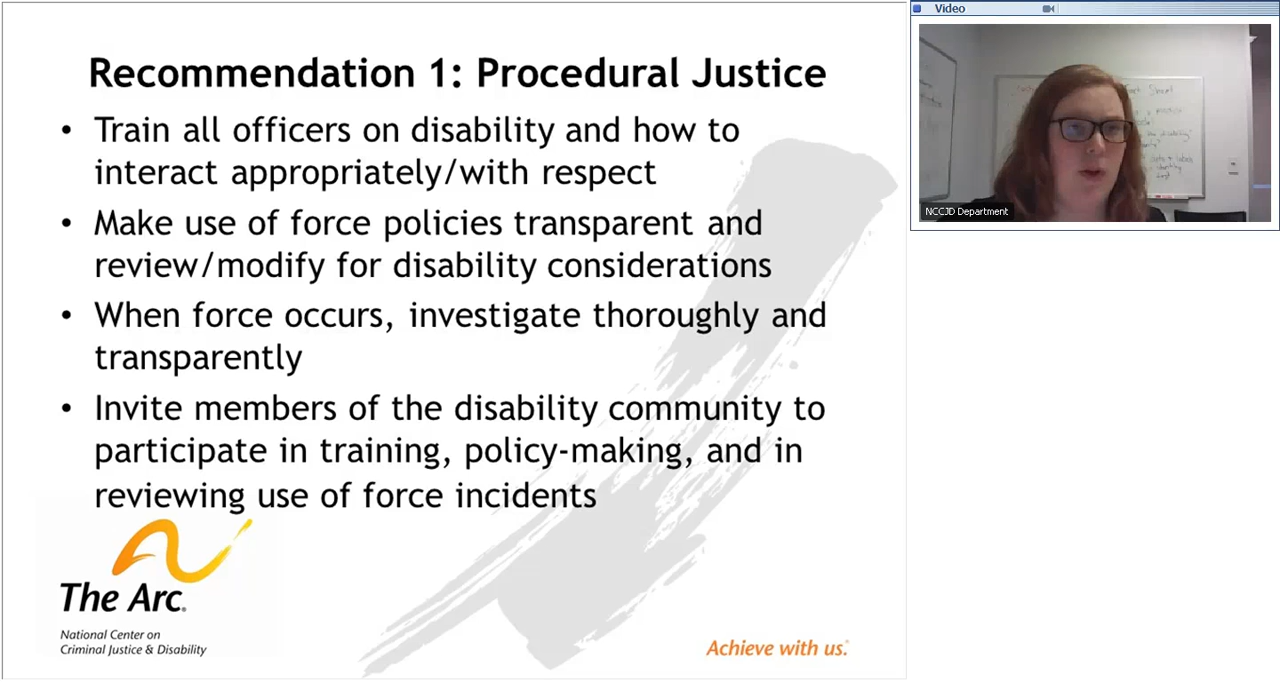 Recommendation 1: Procedural Justice
• Train all officers on disability and how to
interact appropriately/with respect
• Make use of force policies transparent and
review/modify for disability considerations
• When force occurs, investigate thoroughly and
transparently
• Invite members of the disability community to
participate in training, policy-making, and in
reviewing use of force incidents
The Arc®
National Center on
Criminal Justice & Disability
Achieve with us.
Video
NCCJD Department